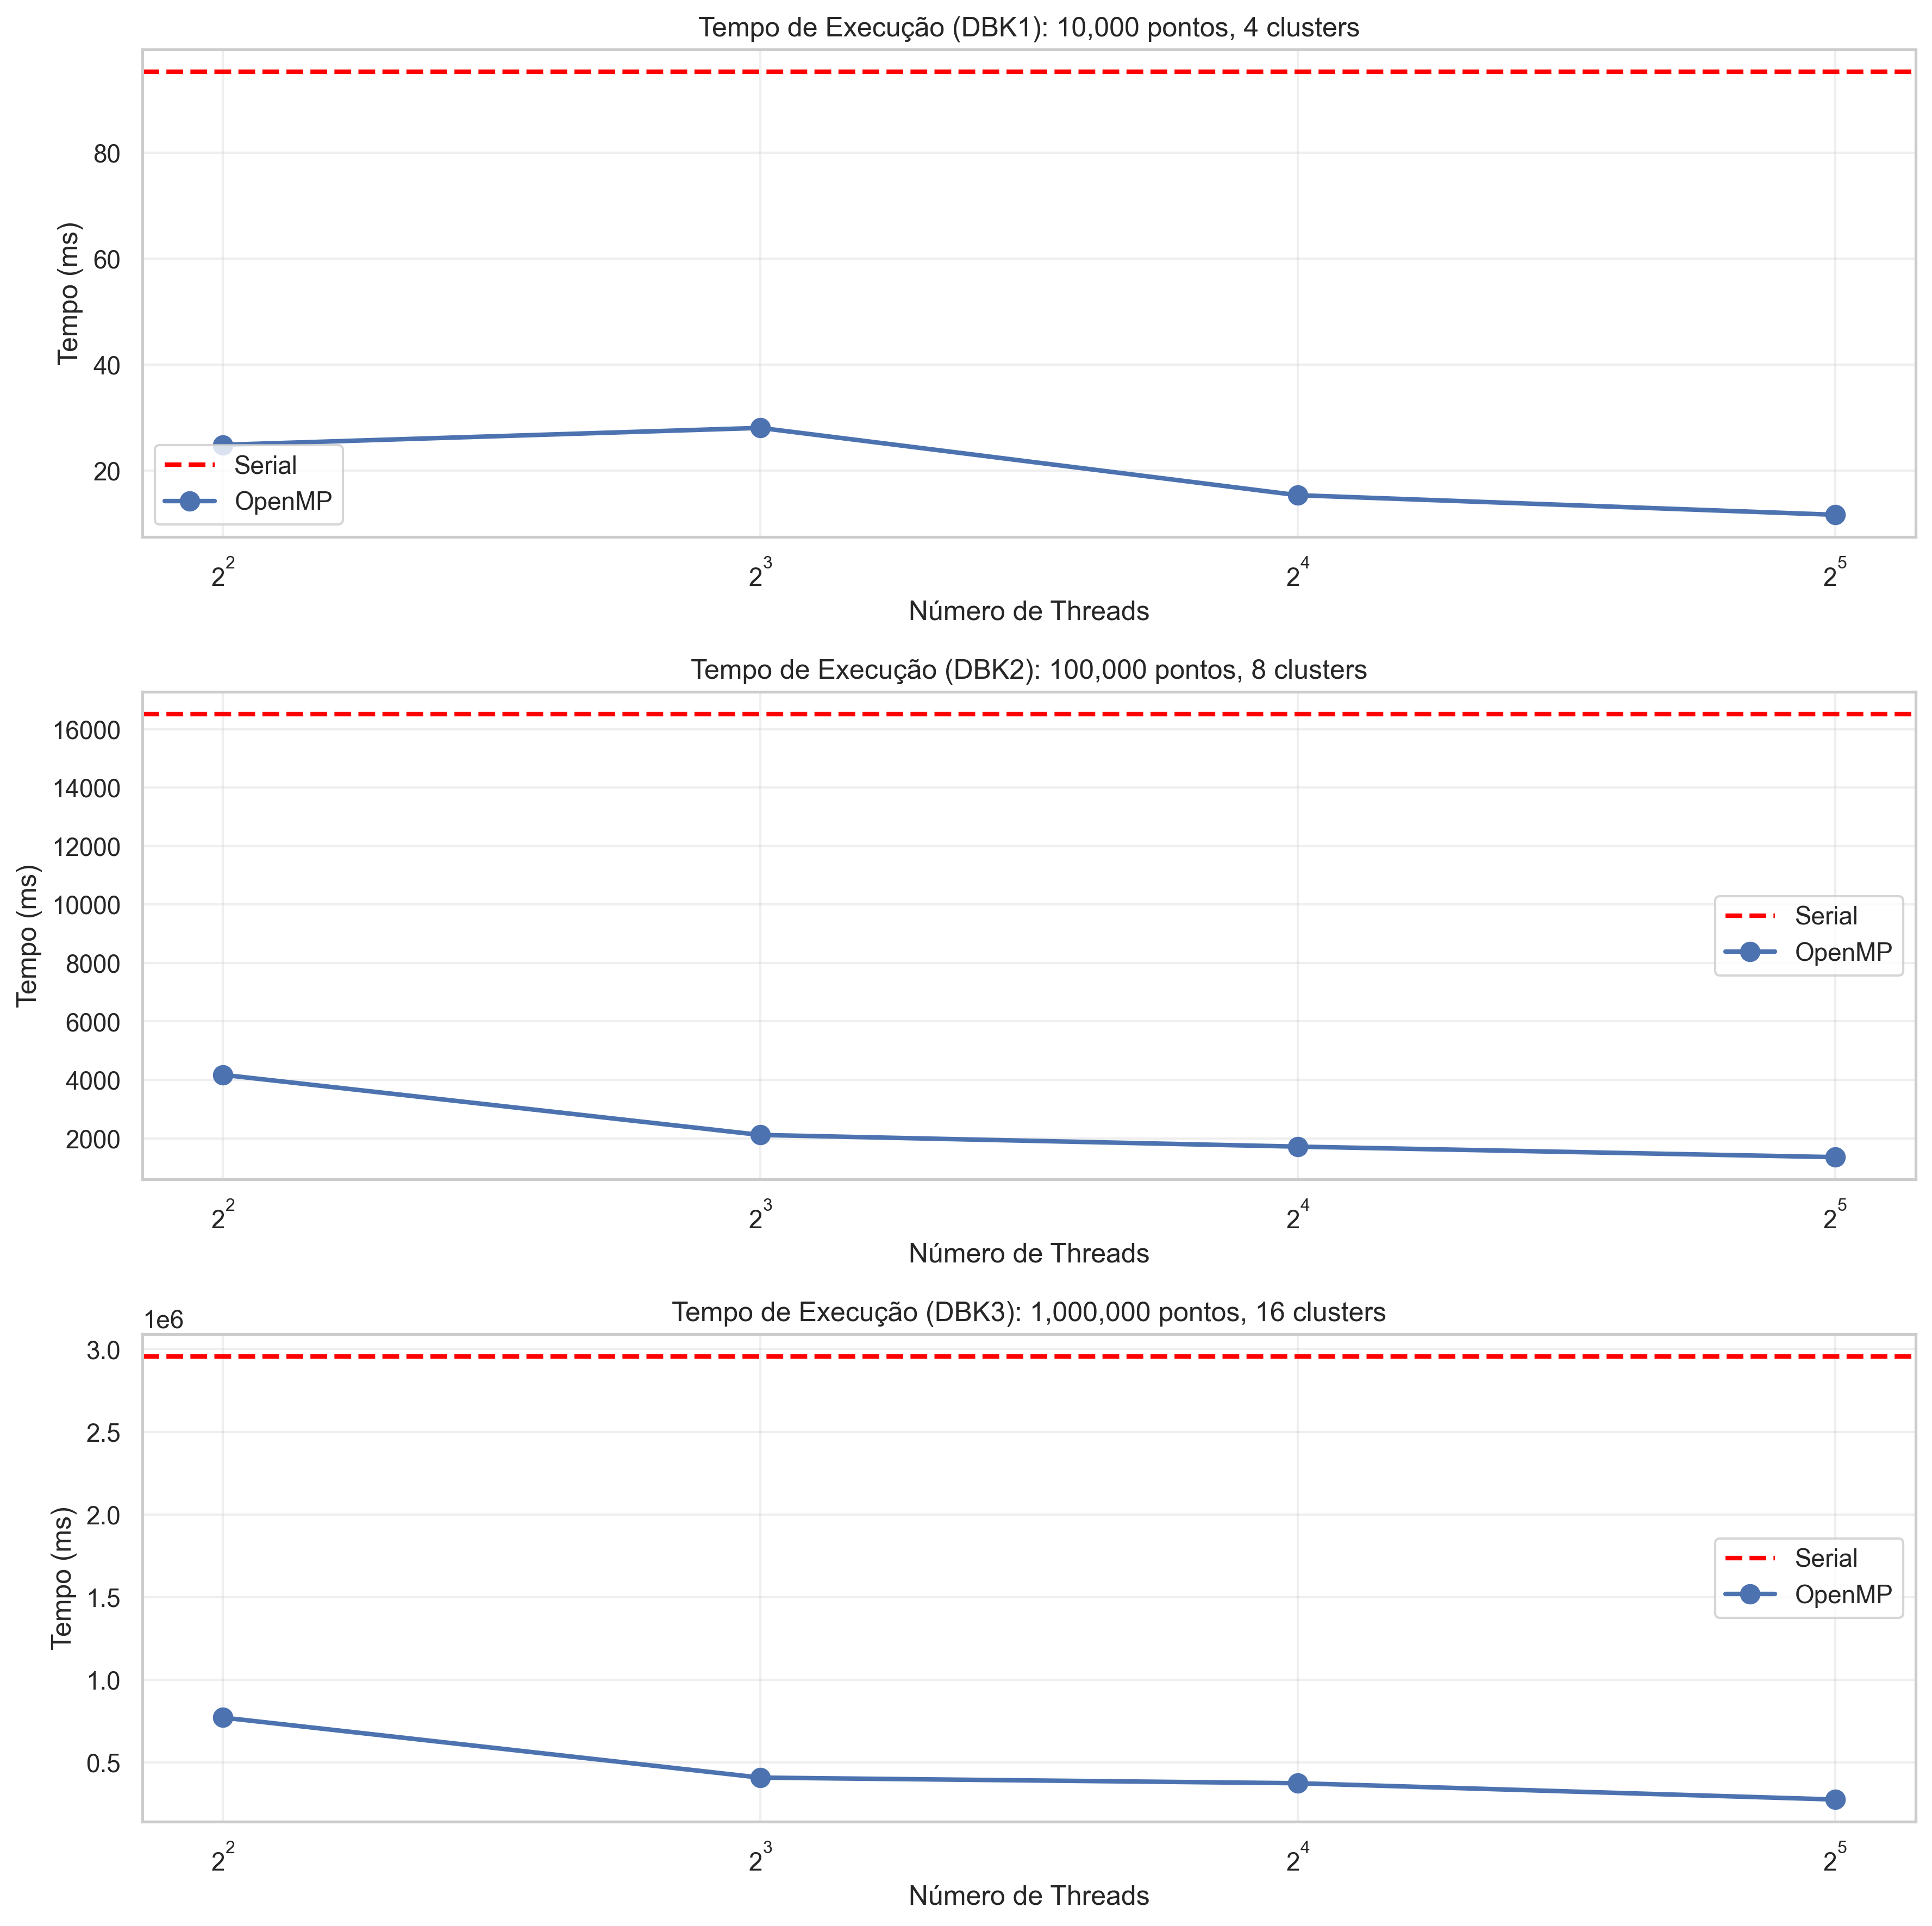 Tempo de Execução (DBK1): 10,000 pontos, 4 clusters
Tempo (ms)
80
60
40
20
Serial
OpenMP
2^2 2^3 2^4 2^5
Número de Threads
Tempo de Execução (DBK2): 100,000 pontos, 8 clusters
Tempo (ms)
16000
14000
12000
10000
8000
6000
4000
2000
Serial
OpenMP
2^2 2^3 2^4 2^5
Número de Threads
Tempo de Execução (DBK3): 1,000,000 pontos, 16 clusters
1e6
Tempo (ms)
3.0
2.5
2.0
1.5
1.0
0.5
Serial
OpenMP
2^2 2^3 2^4 2^5
Número de Threads